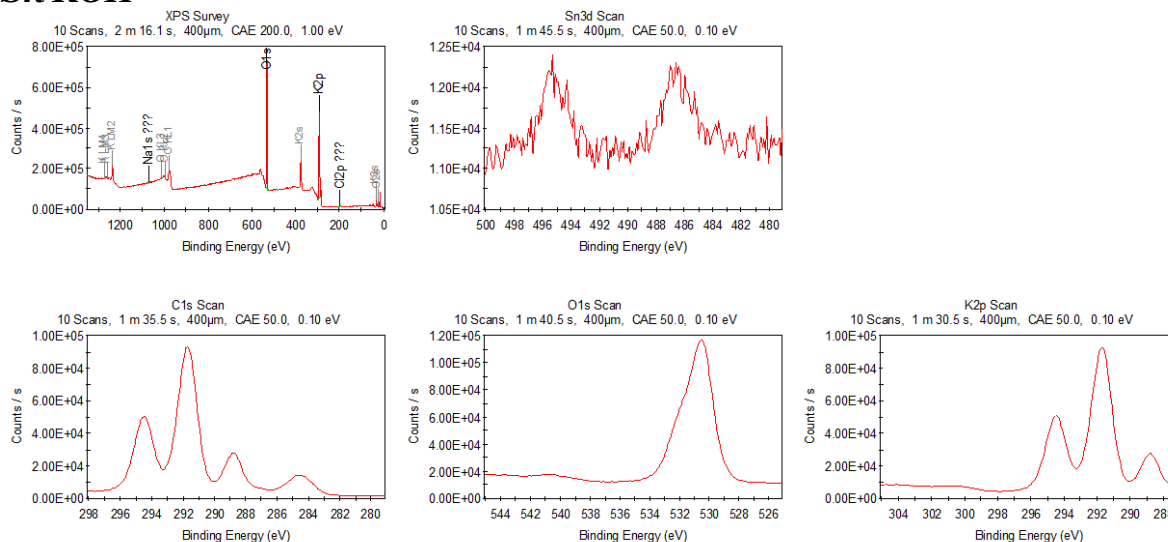 XPS Survey
10 Scans, 2 m 16.1 s, 400µm, CAE 200.0, 1.00 eV
8.00E+05
6.00E+05
4.00E+05
2.00E+05
0.00E+00
Counts / s
Na1s ???
O1s
K2s
K2p
Cl2p ???
1200 1000 800 600 400 200 0
Binding Energy (eV)
Sn3d Scan
10 Scans, 1 m 45.5 s, 400µm, CAE 50.0, 0.10 eV
1.25E+04
1.20E+04
1.15E+04
1.10E+04
1.05E+04
Counts / s
500 498 496 494 492 490 488 486 484 482 480
Binding Energy (eV)
C1s Scan
10 Scans, 1 m 35.5 s, 400µm, CAE 50.0, 0.10 eV
1.00E+05
8.00E+04
6.00E+04
4.00E+04
2.00E+04
0.00E+00
Counts / s
298 296 294 292 290 288 286 284 282 280
Binding Energy (eV)
O1s Scan
10 Scans, 1 m 40.5 s, 400µm, CAE 50.0, 0.10 eV
1.20E+05
1.00E+05
8.00E+04
6.00E+04
4.00E+04
2.00E+04
0.00E+00
Counts / s
544 542 540 538 536 534 532 530 528 526
Binding Energy (eV)
K2p Scan
10 Scans, 1 m 30.5 s, 400µm, CAE 50.0, 0.10 eV
1.00E+05
8.00E+04
6.00E+04
4.00E+04
2.00E+04
0.00E+00
Counts / s
304 302 300 298 296 294 292 290
Binding Energy (eV)